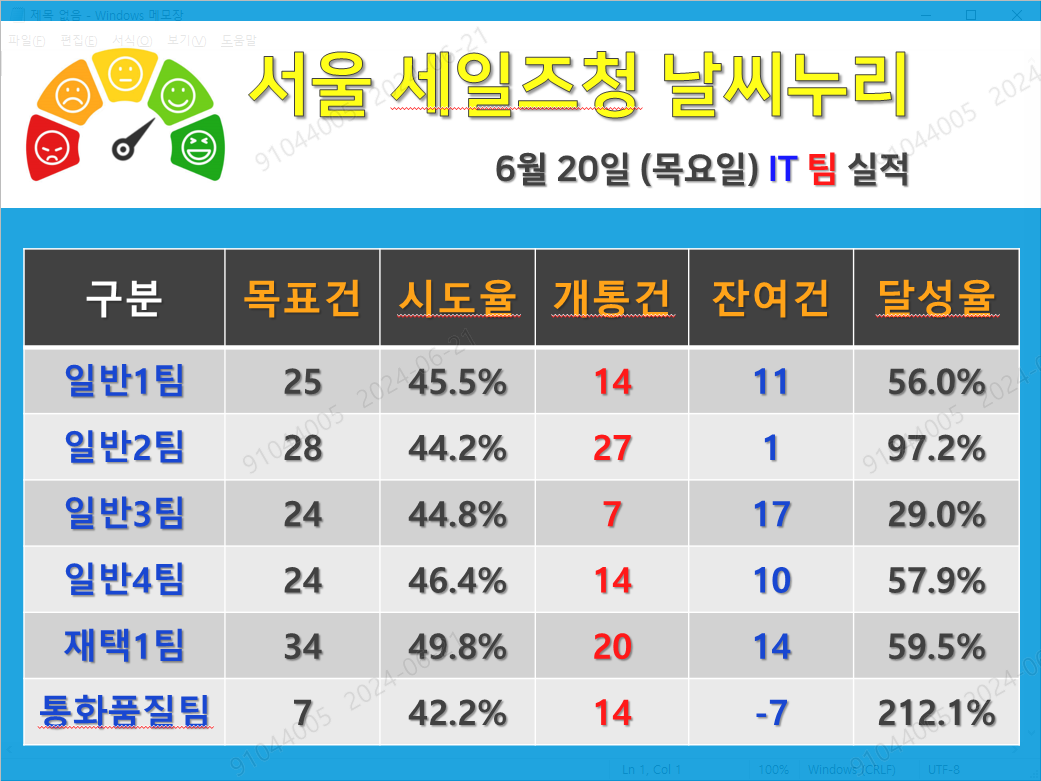 제목 없음 - Windows 메모장
파일(F) 편집(E) 서식(O) 보기(V) 도움말
서울 세일즈청 날씨누리
6월 20일 (목요일) IT 팀 실적
구분 목표건 시도율 개통건 잔여건 달성율
일반1팀 25 45.5% 14 11 56.0%
일반2팀 28 44.2% 27 1 97.2%
일반3팀 24 44.8% 7 17 29.0%
일반4팀 24 46.4% 14 10 57.9%
재택1팀 34 49.8% 20 14 59.5%
통화품질팀 7 42.2% 14 -7 212.1%
Ln 1, Col 1 100% Windows (CRLF) UTF-8
91044005 2024-06-21